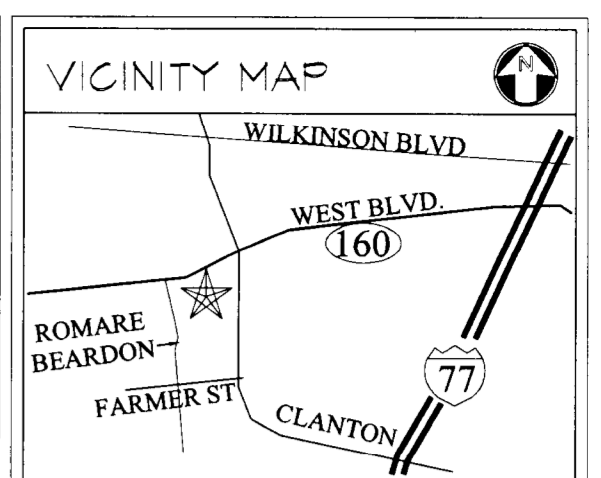 VICINITY MAP
N
WILKINSON BLVD
WEST BLVD.
160
ROMARE
BEARDON
77
FARMER ST
CLANTON